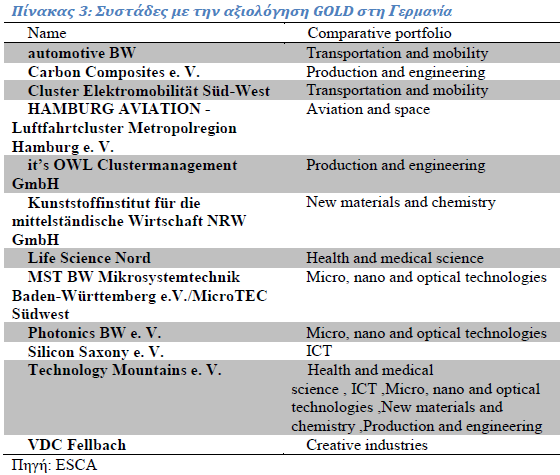 Πίνακας 3: Συστάδες με την αξιολόγηση GOLD στη Γερμανία
Name Comparative portfolio
automotive BW Transportation and mobility
Carbon Composites e. V. Production and engineering
Cluster Elektromobilität Süd-West Transportation and mobility
HAMBURG AVIATION - Aviation and space
Luftfahrtcluster Metropolregion
Hamburg e. V.
it's OWL Clustermanagement Production and engineering
GmbH
Kunststoffinstitut für die New materials and chemistry
mittelständische Wirtschaft NRW
GmbH
Life Science Nord Health and medical science
MST BW Mikrosystemtechnik Micro, nano and optical technologies
Baden-Württemberg e.V./MicroTEC
Südwest
Photonics BW e. V. Micro, nano and optical technologies
Silicon Saxony e. V. ICT
Technology Mountains e. V. Health and medical
science , ICT ,Micro, nano and optical
technologies ,New materials and
chemistry ,Production and engineering
VDC Fellbach Creative industries
Πηγή: ESCA